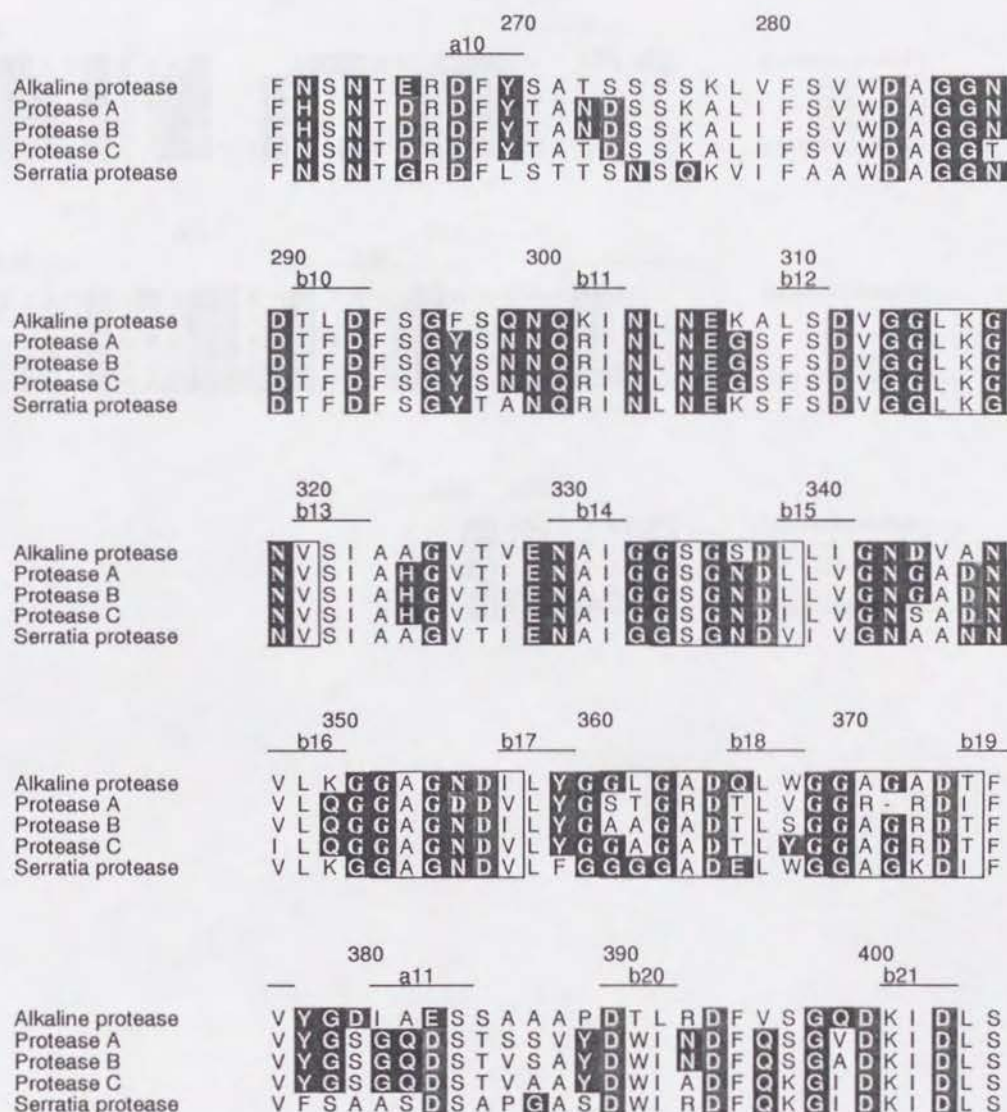 270 280
a10
Alkaline protease F N S N T E R D F Y S A T S S S S K L V F S V W D A G G N
Protease A F H S N T D R D F Y T A N D S S K A L I F S V W D A G G N
Protease B F H S N T D R D F Y T A N D S S K A L I F S V W D A G G N
Protease C F N S N T D R D F Y T A T D S S K A L I F S V W D A G G T
Serratia protease F N S N T G R D F L S T T S N S Q K V I F A A W D A G G N
290 300 310
b10 b11 b12
Alkaline protease D T L D F S G F S Q N Q K I N L N E K A L S D V G G L K G
Protease A D T F D F S G Y S N N Q R I N L N E G S F S D V G G L K G
Protease B D T F D F S G Y S N N Q R I N L N E G S F S D V G G L K G
Protease C D T F D F S G Y S N N Q R I N L N E G S F S D V G G L K G
Serratia protease D T F D F S G Y T A N Q R I N L N E K S F S D V G G L K G
320 330 340
b13 b14 b15
Alkaline protease N V S I A A G V T V E N A I G G S G S D L L I G N D V A N
Protease A N V S I A H G V T I E N A I G G S G N D L L V G N G A D N
Protease B N V S I A H G V T I E N A I G G S G N D L L V G N G A D N
Protease C N V S I A H G V T I E N A I G G S G N D I L V G N S A D N
Serratia protease N V S I A A G V T I E N A I G G S G N D V I V G N A A N N
350 360 370
b16 b17 b18 b19
Alkaline protease V L K G G A G N D I L Y G G L G A D Q L W G G A G A D T F
Protease A V L Q G G A G D D V L Y G S T G R D T L V G G R - R D I F
Protease B V L Q G G A G N D I L Y G A A G A D T L S G G A G R D T F
Protease C I L Q G G A G N D V L Y G G A G A D T L Y G G A G R D T F
Serratia protease V L K G G A G N D V L F G G G G A D E L W G G A G K D I F
380 390 400
a11 b20 b21
Alkaline protease V Y G D I A E S S A A A P D T L R D F V S G Q D K I D L S
Protease A V Y G S G Q D S T S S V Y D W I N D F Q S G V D K I D L S
Protease B V Y G S G Q D S T V S A Y D W I N D F Q S G A D K I D L S
Protease C V Y G S G Q D S T V A A Y D W I A D F Q K G I D K I D L S
Serratia protease V F S A A S D S A P G A S D W I R D F Q K G I D K I D L S